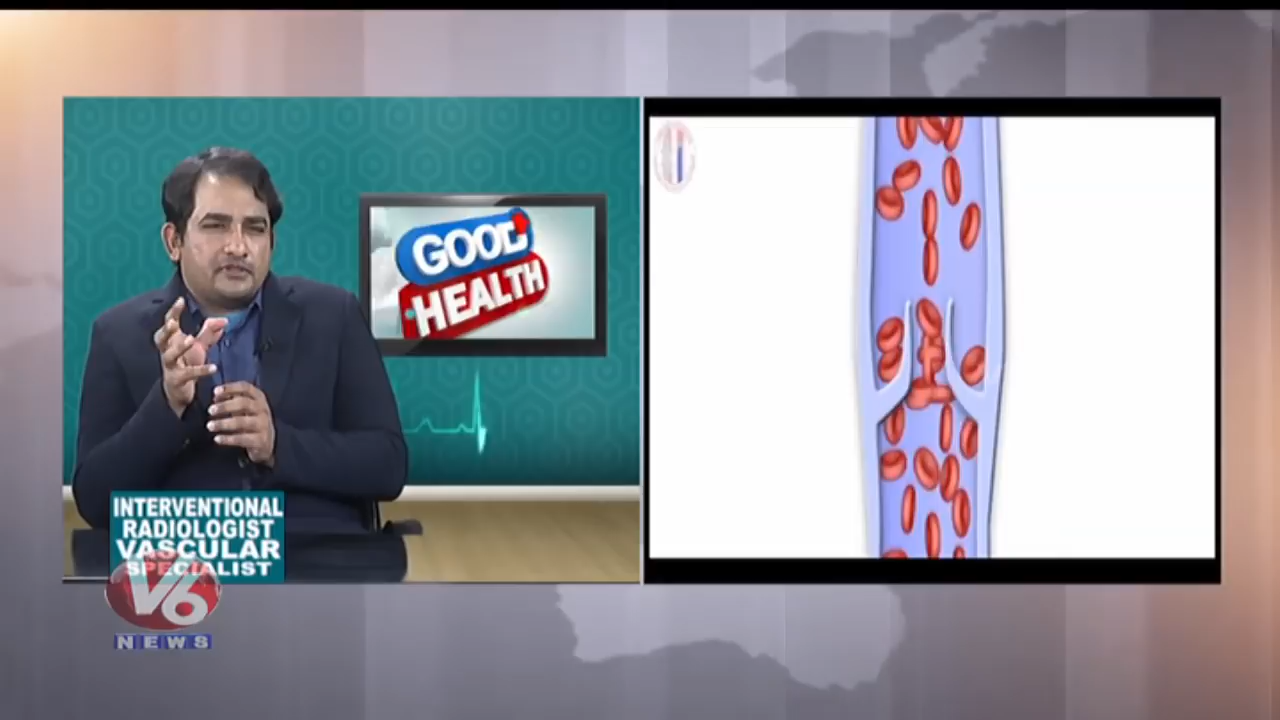 GOOD
HEALTH
INTERVENTIONAL
RADIOLOGIST
VASCULAR
SPECIALIST
V6
NEWS